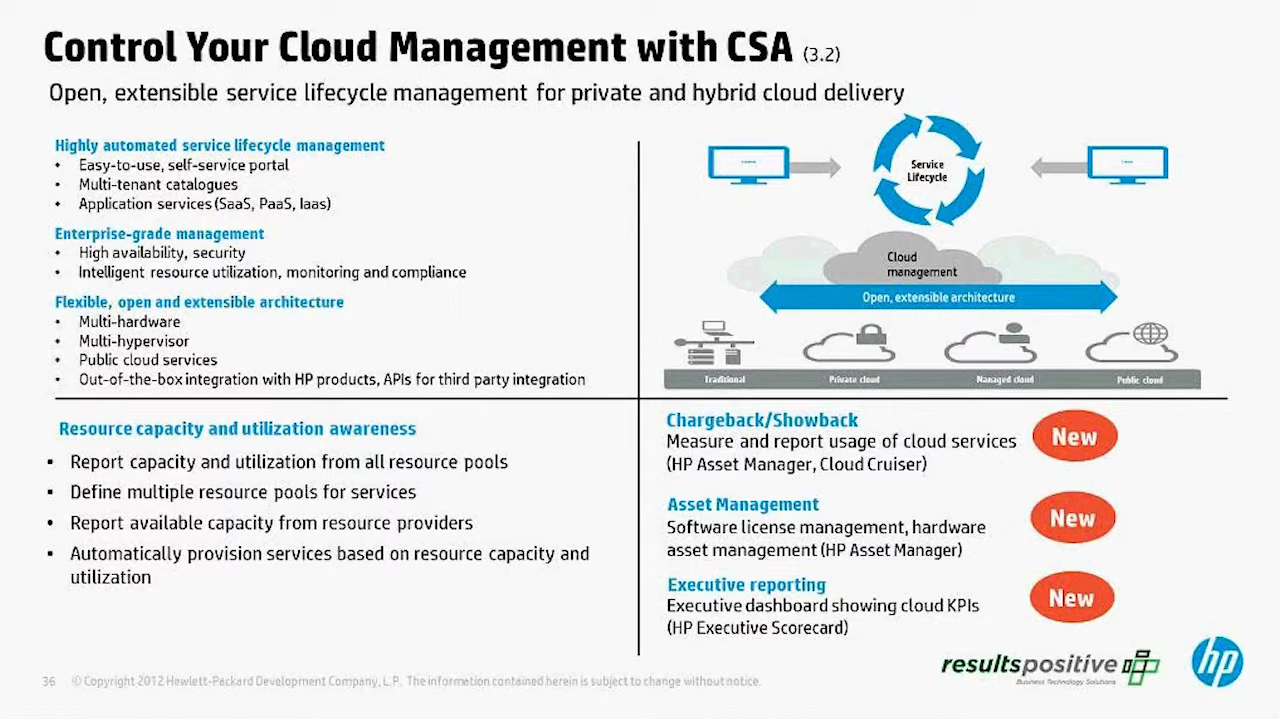 Control Your Cloud Management with CSA (3.2)
Open, extensible service lifecycle management for private and hybrid cloud delivery
Highly automated service lifecycle management
• Easy-to-use, self-service portal
• Multi-tenant catalogues
• Application services (SaaS, PaaS, Iaas)
Enterprise-grade management
• High availability, security
• Intelligent resource utilization, monitoring and compliance
Flexible, open and extensible architecture
• Multi-hardware
• Multi-hypervisor
• Public cloud services
• Out-of-the-box integration with HP products, APIs for third party integration
Service
Lifecycle
Cloud
management
Open, extensible architecture
Traditional
Private cloud
Managed cloud
Public cloud
Resource capacity and utilization awareness
▪ Report capacity and utilization from all resource pools
▪ Define multiple resource pools for services
• Report available capacity from resource providers
▪ Automatically provision services based on resource capacity and
utilization
Chargeback/Showback
Measure and report usage of cloud services
(HP Asset Manager, Cloud Cruiser)
New
Asset Management
Software license management, hardware
asset management (HP Asset Manager)
New
Executive reporting
Executive dashboard showing cloud KPIs
(HP Executive Scorecard)
New
resultspositive
Business Technology Solutions
hp
36 © Copyright 2012 Hewlett-Packard Development Company, L.P. The information contained herein is subject to change without notice.